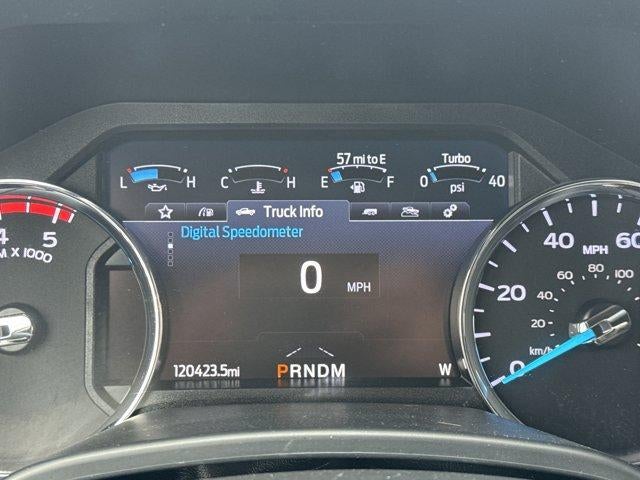 57 mi to E Turbo
L H C H E F 0 psi 40
Truck Info
Digital Speedometer
0 MPH
120423.5mi PRNDM W
4 5
M X 1000
0 20 40 60
MPH
20 40 60 80 100
km/h